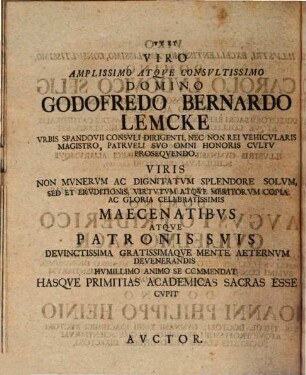 VIRO
AMPLISSIMO ATQVE CONSVLTISSIMO
DOMINO
GODOFREDO BERNARDO
LEMCKE
VRBIS SPANDOVII CONSVLI DIRIGENTI, NEC NON REI VEHICVLARIS
MAGISTRO, PATRVELI SVO OMNI HONORIS CVLTV
PROSEQVENDO.
VIRIS
NON MVNERVM AC DIGNITATVM SPLENDORE SOLVM,
SED ET ERVDITIONIS VIRTVTVM ATQVE MERITORVM COPIA
AC GLORIA CELEBRATISSIMIS
MAECENATIBVS
ATQVE
PATRONIS SVIS
DEVINCTISSIMA GRATISSIMAQVE MENTE AETERNVM
DEVENERANDIS
HVMILLIMO ANIMO SE COMMENDAT
HASQVE PRIMITIAS ACADEMICAS SACRAS ESSE
CVPIT
AVCTOR.